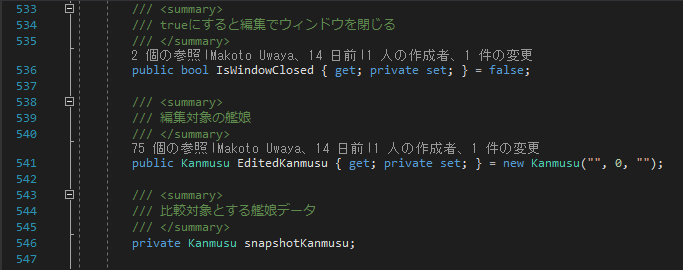 533 /// <summary>
534 /// trueにすると編集でウィンドウを閉じる
535 /// </summary>
2 個の参照|Makoto Uwaya、14 日前|1 人の作成者、1 件の変更
536 public bool IsWindowClosed { get; private set; } = false;
537
538 /// <summary>
539 /// 編集対象の艦娘
540 /// </summary>
75 個の参照|Makoto Uwaya、14 日前|1 人の作成者、1 件の変更
541 public Kanmusu EditedKanmusu { get; private set; } = new Kanmusu("", 0, "");
542
543 /// <summary>
544 /// 比較対象とする艦娘データ
545 /// </summary>
546 private Kanmusu snapshotKanmusu;
547